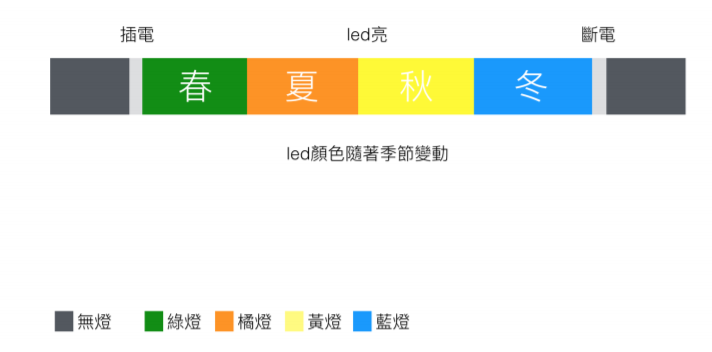 插電 led亮 斷電
春 夏 秋 冬
led顏色隨著季節變動
無燈 綠燈 橘燈 黃燈 藍燈